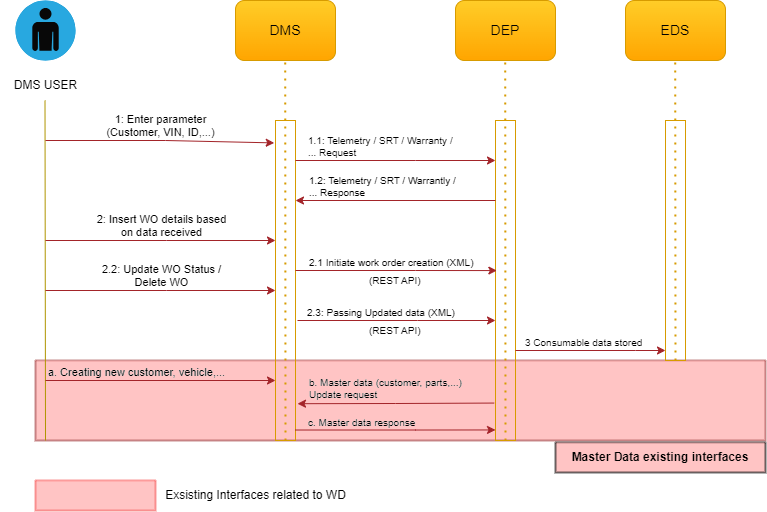 DMS
DEP
EDS
DMS USER
1: Enter parameter
(Customer, VIN, ID,...)
1.1: Telemetry / SRT / Warranty /
... Request
1.2: Telemetry / SRT / Warrantly /
... Response
2: Insert WO details based
on data received
2.1 Initiate work order creation (XML)
(REST API)
2.2: Update WO Status /
Delete WO
2.3: Passing Updated data (XML)
(REST API)
3 Consumable data stored
a. Creating new customer, vehicle,...
b. Master data (customer, parts,...)
Update request
c. Master data response
Master Data existing interfaces
Exsisting Interfaces related to WD